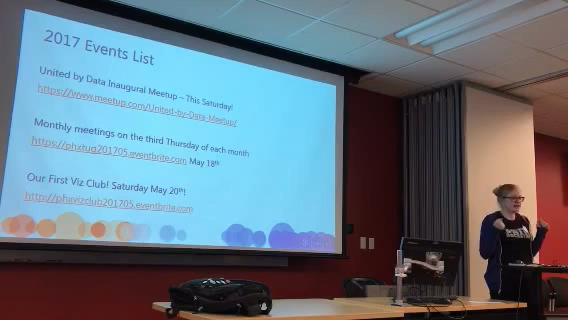 2017 Events List
United by Data Inaugural Meetup – This Saturday!
https://www.meetup.com/United-by-Data-Meetup/
Monthly meetings on the third Thursday of each month
https://phxtug201705.eventbrite.com May 18th
Our First Viz Club! Saturday May 20th!
http://phxvizclub201705.eventbrite.com